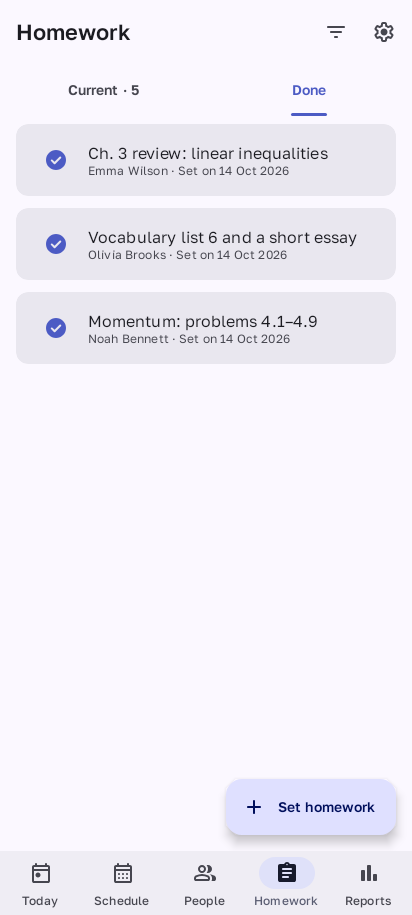 Homework
Current · 5
Done
Ch. 3 review: linear inequalities
Emma Wilson · Set on 14 Oct 2026
Vocabulary list 6 and a short essay
Olivia Brooks · Set on 14 Oct 2026
Momentum: problems 4.1–4.9
Noah Bennett · Set on 14 Oct 2026
Set homework
Today
Schedule
People
Homework
Reports